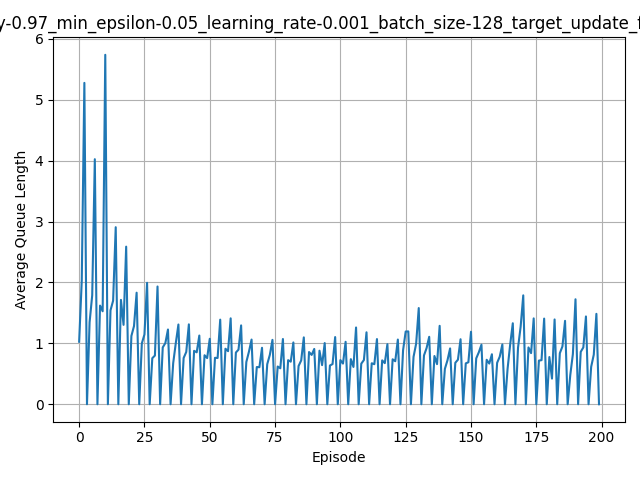 y-0.97_min_epsilon-0.05_learning_rate-0.001_batch_size-128_target_update_f
6
5
4
3
2
1
0
Average Queue Length
0 25 50 75 100 125 150 175 200
Episode